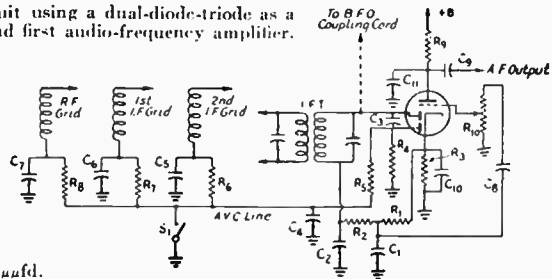 uit using a dual-diode-triode as a
d first audio-frequency amplifier.
To BFO
Coupling Cord
+B
R9
C9
A F Output
C11
RF
Grid
1st
I.F Grid
2nd
I F Grid
I F T
C3
R4
R10
R3
C10
C8
C7
R8
C6
R7
C5
R6
R5
AVC Line
S1
C4
R2
R1
C2
C1
μμfd.